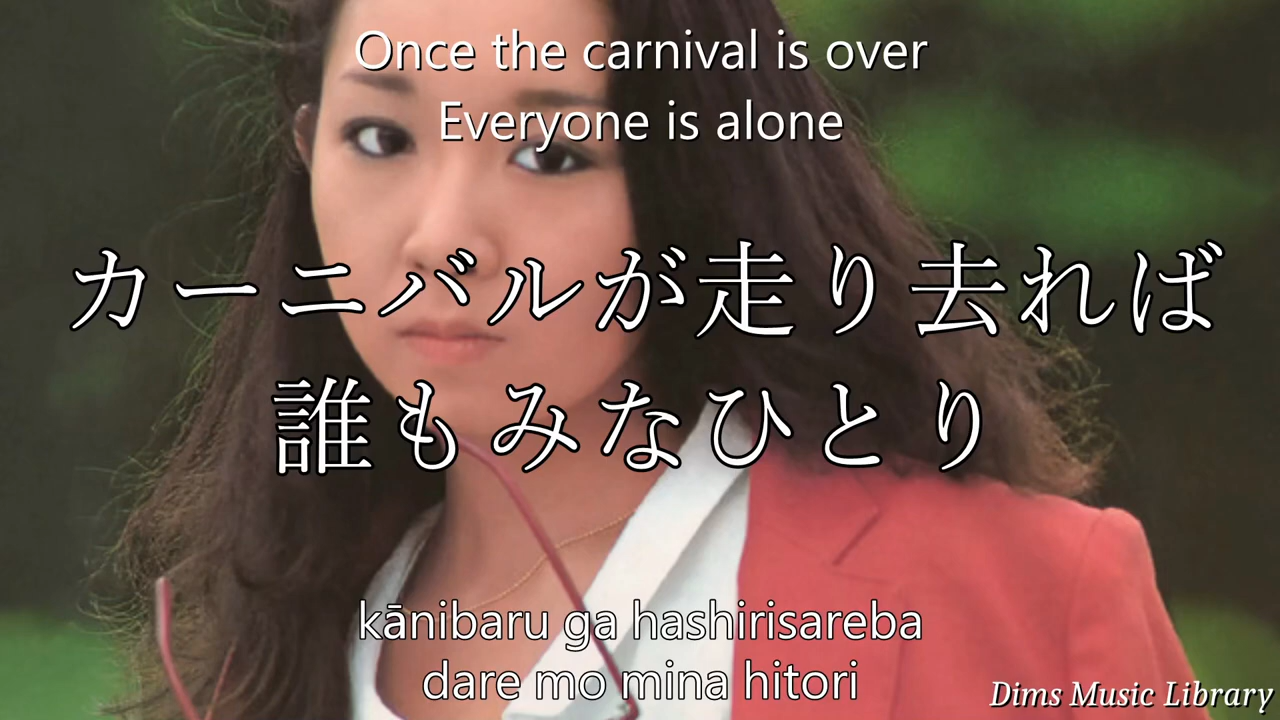 Once the carnival is over
Everyone is alone
カーニバルが走り去れば
誰もみなひとり
kānibaru ga hashirisareba
dare mo mina hitori
Dims Music Library